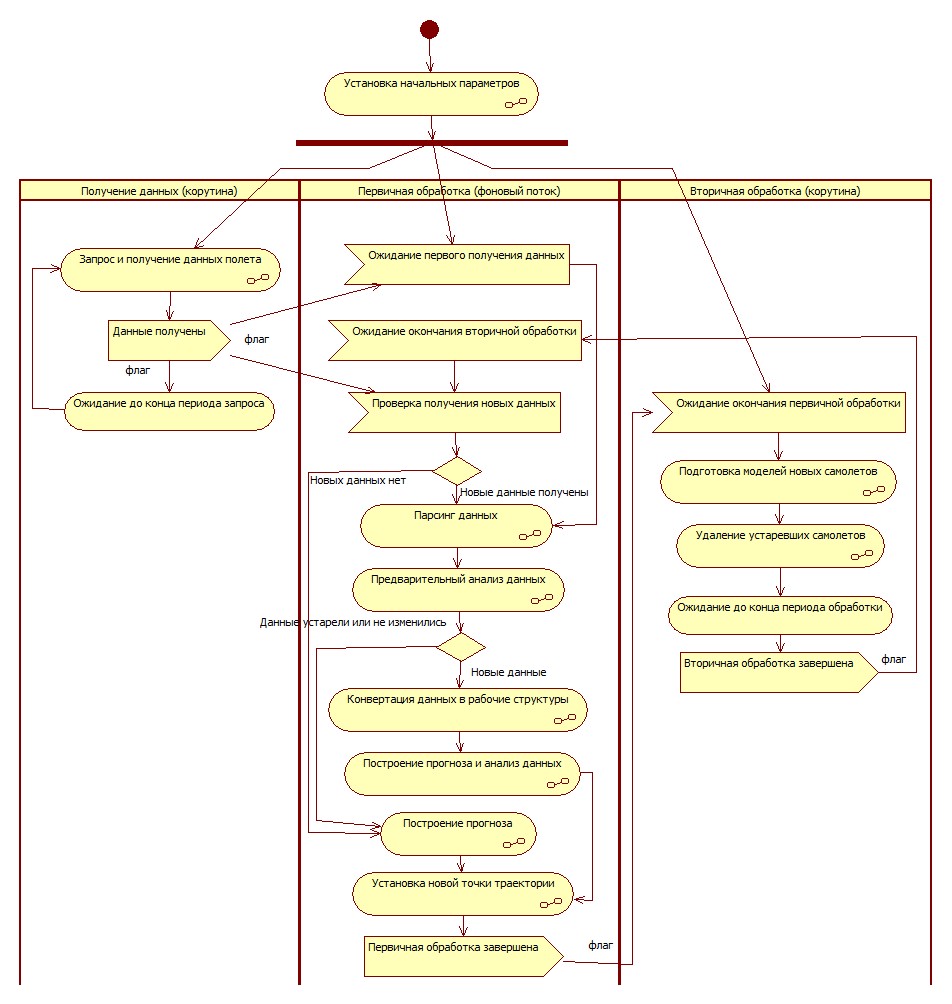 Установка начальных параметров
Получение данных (корутина)
Первичная обработка (фоновый поток)
Вторичная обработка (корутина)
Запрос и получение данных полета
Данные получены
флаг
флаг
Ожидание до конца периода запроса
Ожидание первого получения данных
Ожидание окончания вторичной обработки
Проверка получения новых данных
Новых данных нет
Новые данные получены
Парсинг данных
Предварительный анализ данных
Данные устарели или не изменились
Новые данные
Конвертация данных в рабочие структуры
Построение прогноза и анализ данных
Построение прогноза
Установка новой точки траектории
Первичная обработка завершена
флаг
Ожидание окончания первичной обработки
Подготовка моделей новых самолетов
Удаление устаревших самолетов
Ожидание до конца периода обработки
Вторичная обработка завершена
флаг